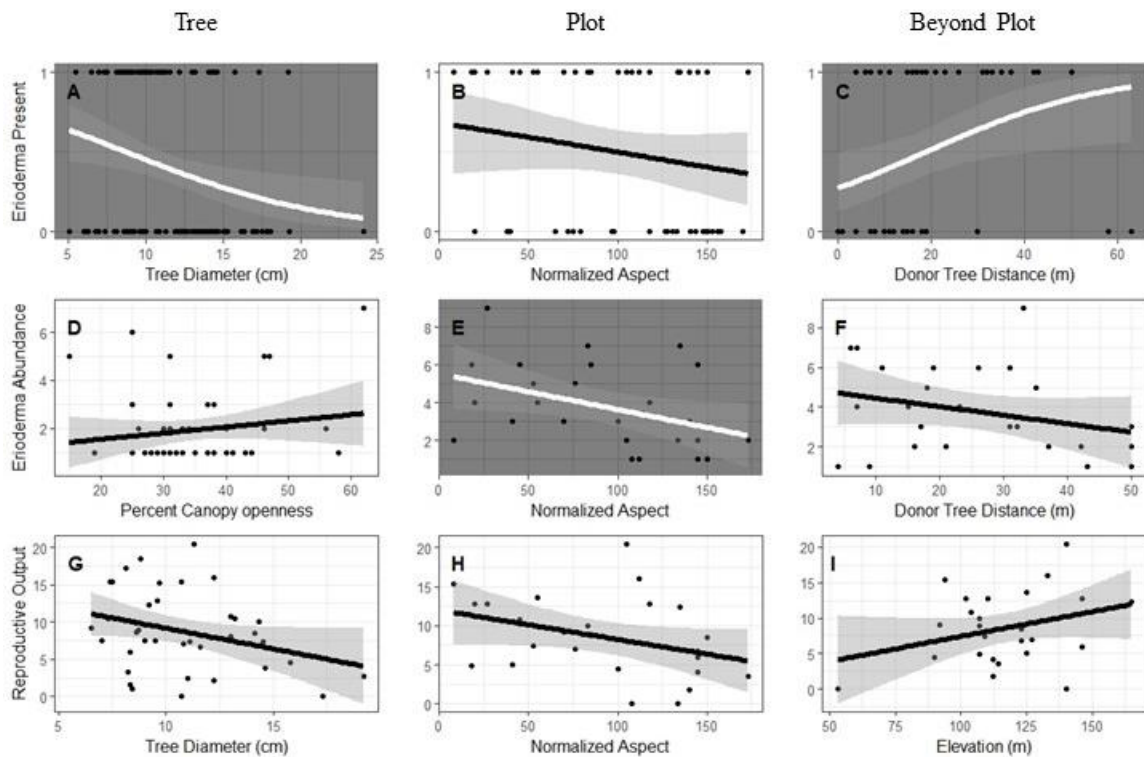 Tree Plot Beyond Plot
Erioderma Present
1
0
A
5 10 15 20 25
Tree Diameter (cm)
B
1
0
0 50 100 150
Normalized Aspect
C
1
0
0 20 40 60
Donor Tree Distance (m)
Erioderma Abundance
D
6
4
2
20 30 40 50 60
Percent Canopy openness
E
8
6
4
2
0 50 100 150
Normalized Aspect
F
8
6
4
2
10 20 30 40 50
Donor Tree Distance (m)
Reproductive Output
G
20
15
10
5
0
5 10 15
Tree Diameter (cm)
H
20
15
10
5
0
0 50 100 150
Normalized Aspect
I
20
15
10
5
0
50 75 100 125 150
Elevation (m)